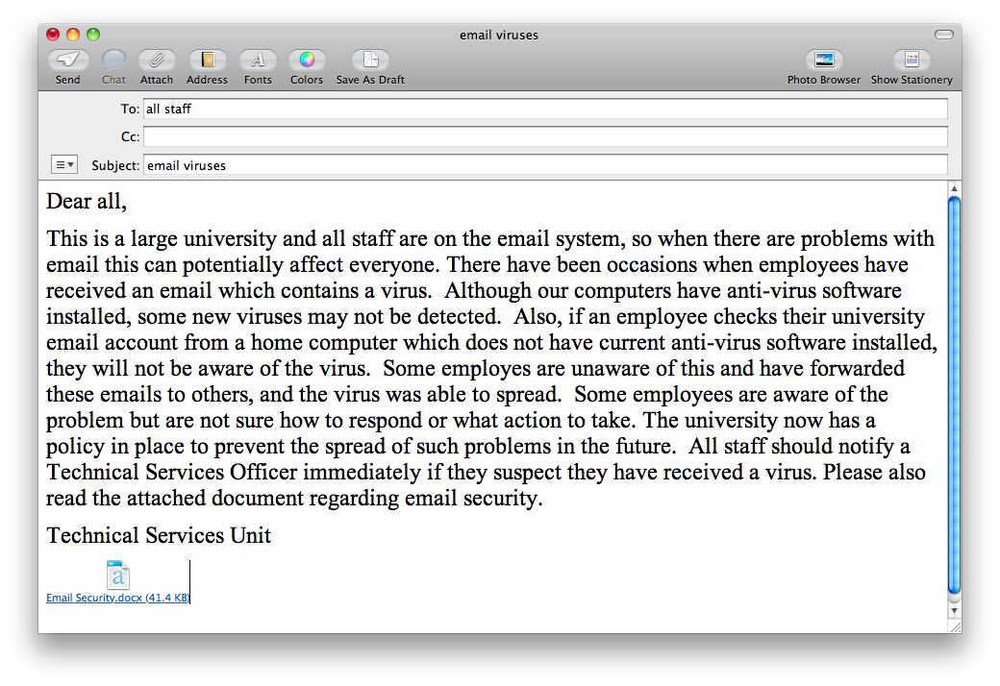 email viruses
Send Chat Attach Address Fonts Colors Save As Draft Photo Browser Show Stationery
To: all staff
Cc:
Subject: email viruses
Dear all,
This is a large university and all staff are on the email system, so when there are problems with
email this can potentially affect everyone. There have been occasions when employees have
received an email which contains a virus.  Although our computers have anti-virus software
installed, some new viruses may not be detected.  Also, if an employee checks their university
email account from a home computer which does not have current anti-virus software installed,
they will not be aware of the virus.  Some employes are unaware of this and have forwarded
these emails to others, and the virus was able to spread.  Some employees are aware of the
problem but are not sure how to respond or what action to take. The university now has a
policy in place to prevent the spread of such problems in the future.  All staff should notify a
Technical Services Officer immediately if they suspect they have received a virus. Please also
read the attached document regarding email security.
Technical Services Unit
Email Security.docx (41.4 KB)